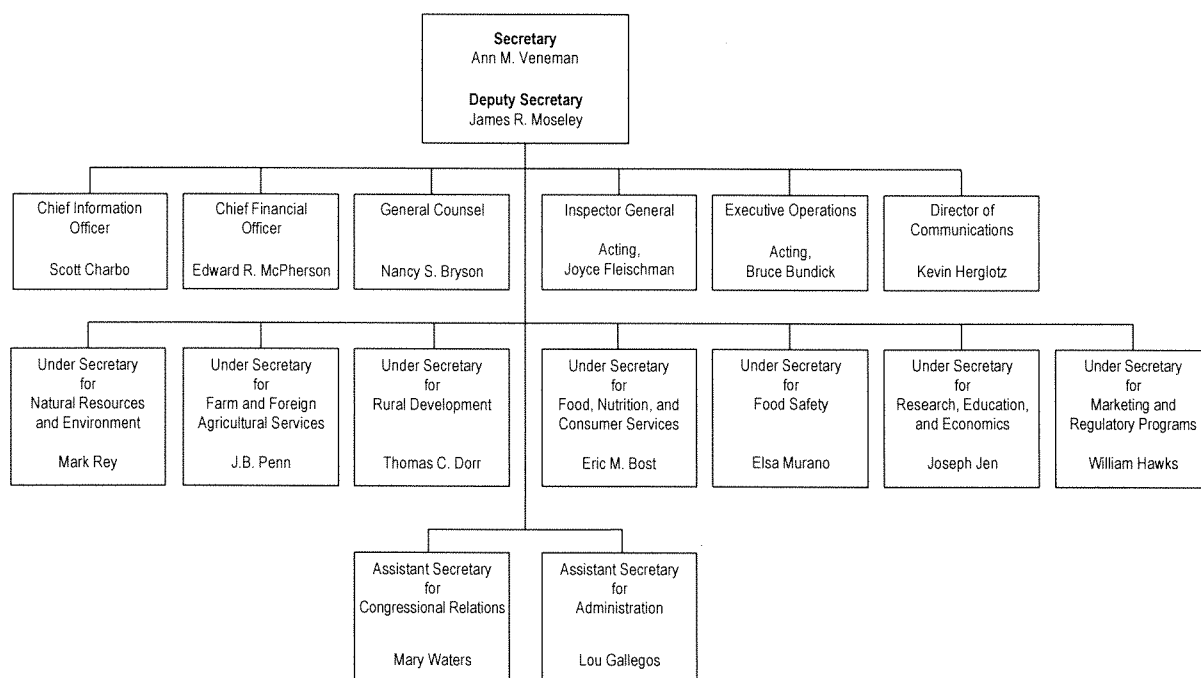 Secretary
Ann M. Veneman
Deputy Secretary
James R. Moseley
Chief Information
Officer
Scott Charbo
Chief Financial
Officer
Edward R. McPherson
General Counsel
Nancy S. Bryson
Inspector General
Acting,
Joyce Fleischman
Executive Operations
Acting,
Bruce Bundick
Director of
Communications
Kevin Herglotz
Under Secretary
for
Natural Resources
and Environment
Mark Rey
Under Secretary
for
Farm and Foreign
Agricultural Services
J.B. Penn
Under Secretary
for
Rural Development
Thomas C. Dorr
Under Secretary
for
Food, Nutrition, and
Consumer Services
Eric M. Bost
Under Secretary
for
Food Safety
Elsa Murano
Under Secretary
for
Research, Education,
and Economics
Joseph Jen
Under Secretary
for
Marketing and
Regulatory Programs
William Hawks
Assistant Secretary
for
Congressional Relations
Mary Waters
Assistant Secretary
for
Administration
Lou Gallegos